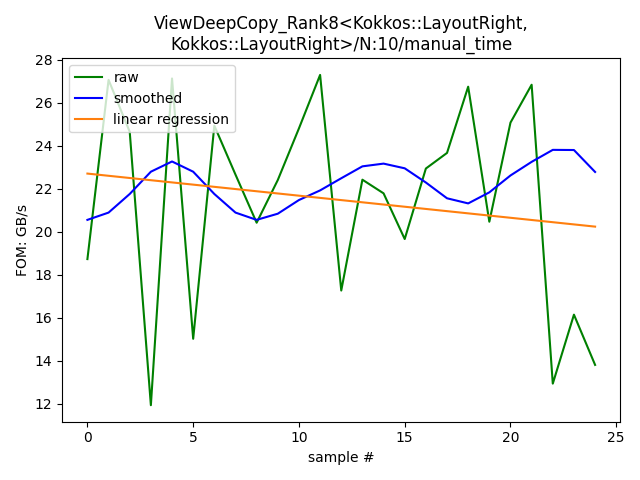 ViewDeepCopy_Rank8<Kokkos::LayoutRight,
Kokkos::LayoutRight>/N:10/manual_time
raw
smoothed
linear regression
FOM: GB/s
28
26
24
22
20
18
16
14
12
0 5 10 15 20 25
sample #